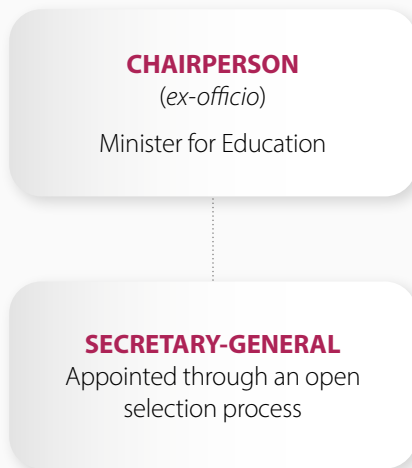 CHAIRPERSON
(ex-officio)
Minister for Education
SECRETARY-GENERAL
Appointed through an open
selection process